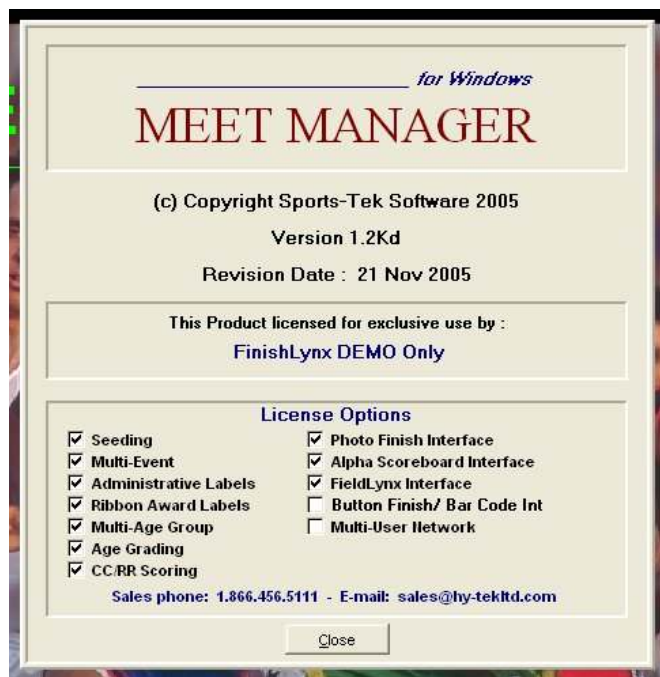 for Windows
MEET MANAGER
(c) Copyright Sports-Tek Software 2005
Version 1.2Kd
Revision Date : 21 Nov 2005
This Product licensed for exclusive use by :
FinishLynx DEMO Only
License Options
Seeding
Multi-Event
Administrative Labels
Ribbon Award Labels
Multi-Age Group
Age Grading
CC/RR Scoring
Photo Finish Interface
Alpha Scoreboard Interface
FieldLynx Interface
Button Finish/ Bar Code Int
Multi-User Network
Sales phone: 1.866.456.5111 - E-mail: sales@hy-tekltd.com
Close